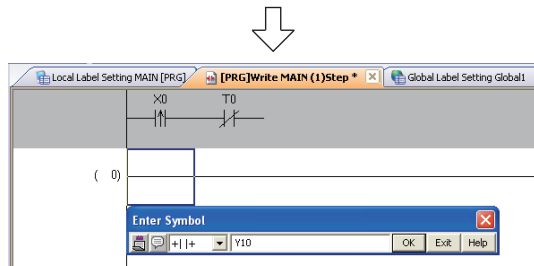 Local Label Setting MAIN [PRG] [PRG]Write MAIN (1)Step * Global Label Setting Global1
X0 T0
( 0)
Enter Symbol
Y10 OK Exit Help